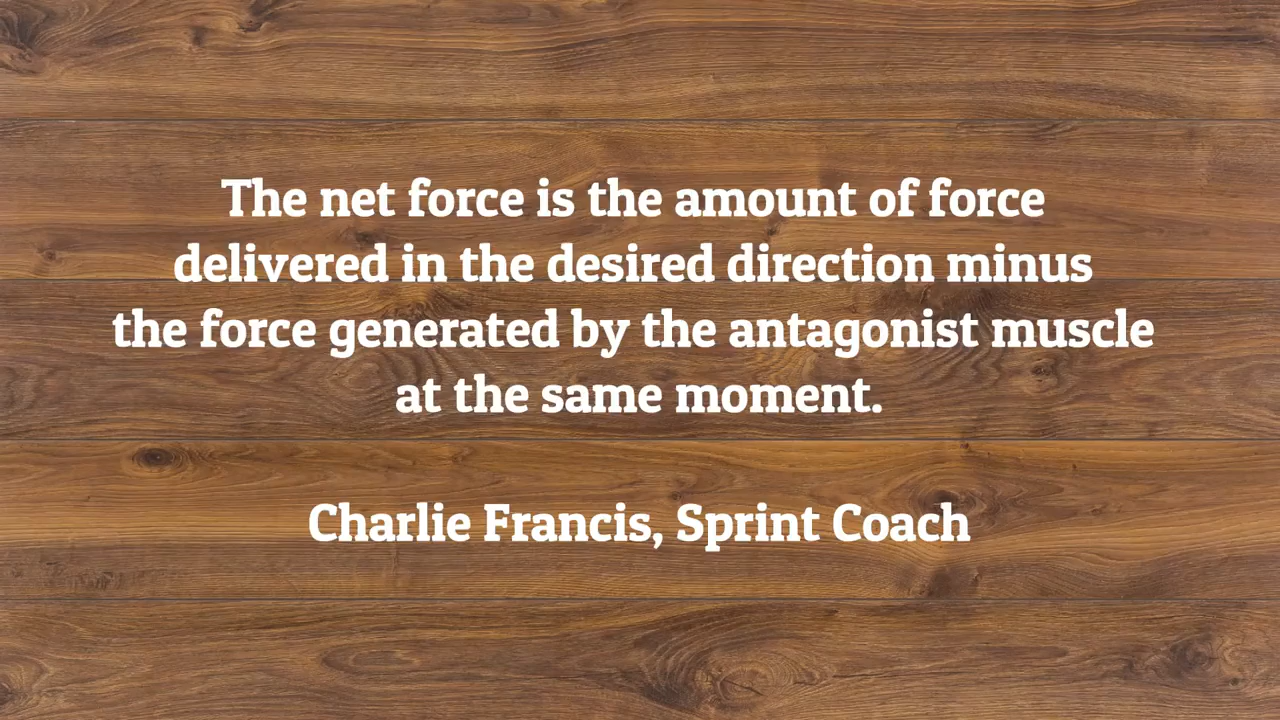 The net force is the amount of force
delivered in the desired direction minus
the force generated by the antagonist muscle
at the same moment.
Charlie Francis, Sprint Coach